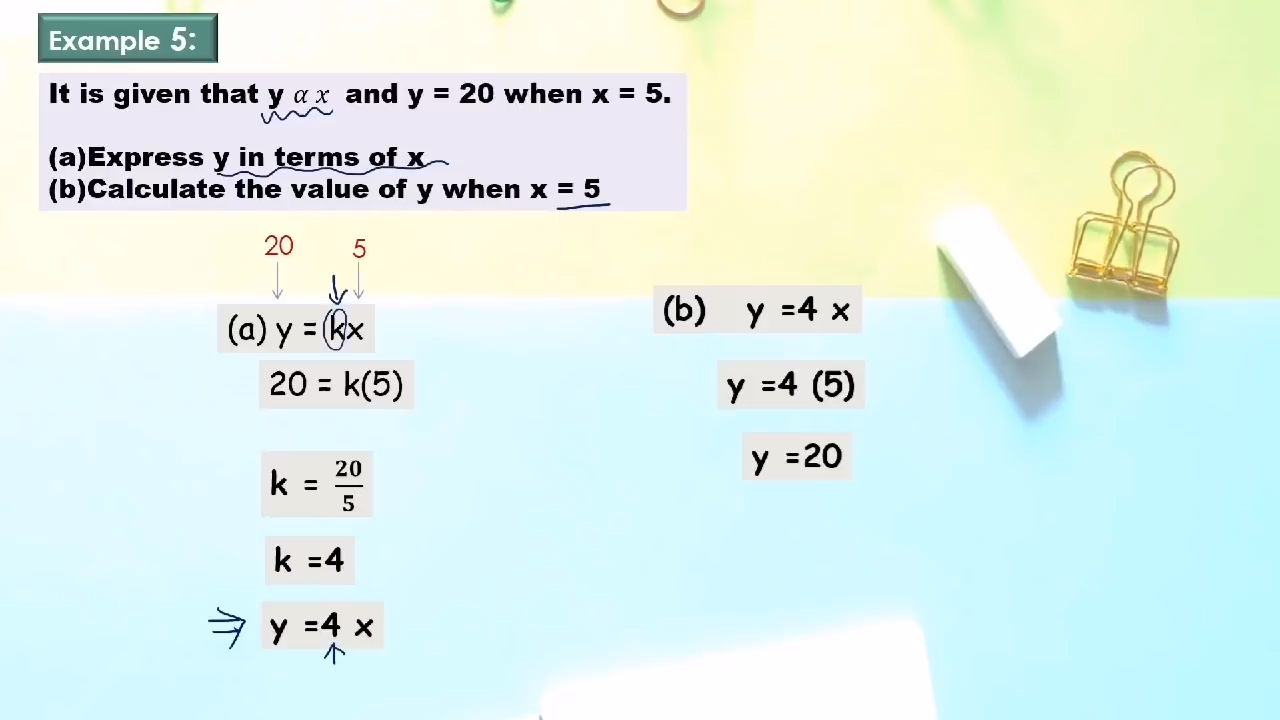 Example 5:
It is given that y α x and y = 20 when x = 5.
(a)Express y in terms of x
(b)Calculate the value of y when x = 5
20 5
(a) y = kx
20 = k(5)
k = 20/5
k =4
y =4 x
(b) y =4 x
y =4 (5)
y =20